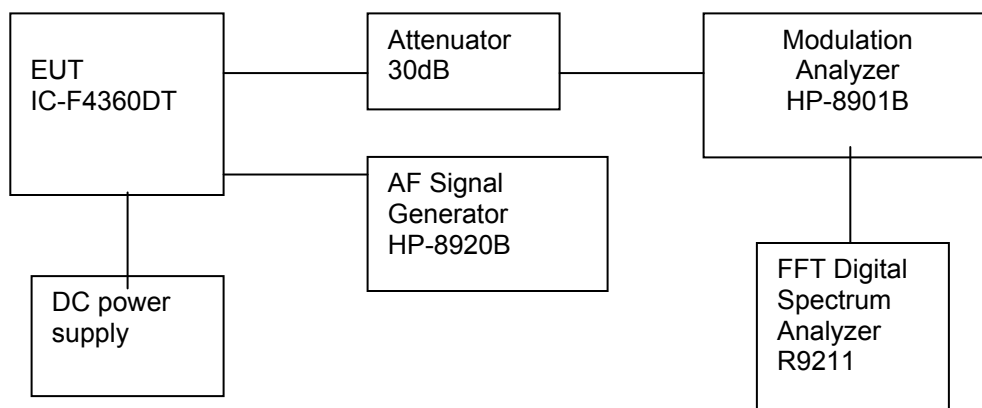 EUT
IC-F4360DT
Attenuator
30dB
Modulation
Analyzer
HP-8901B
AF Signal
Generator
HP-8920B
DC power
supply
FFT Digital
Spectrum
Analyzer
R9211